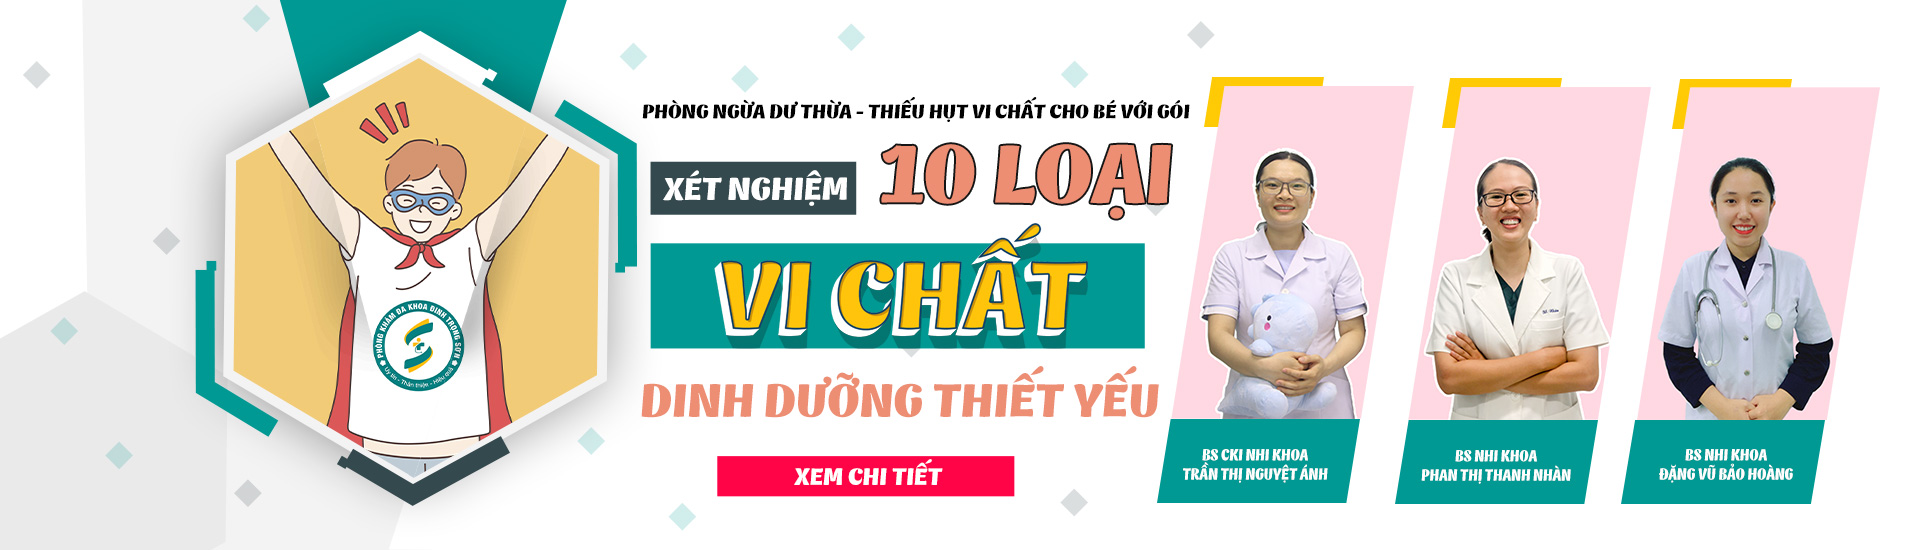 PHÒNG NGỪA DƯ THỪA - THIẾU HỤT VI CHẤT CHO BÉ VỚI GÓI
XÉT NGHIỆM 10 LOẠI
VI CHẤT
DINH DƯỠNG THIẾT YẾU
XEM CHI TIẾT
PHÒNG KHÁM ĐA KHOA ĐINH TRỌNG SƠN
Uy tín - Thân thiện - Hiệu quả
BS CKI NHI KHOA
TRẦN THỊ NGUYỆT ÁNH
BS NHI KHOA
PHAN THỊ THANH NHÀN
BS NHI KHOA
ĐẶNG VŨ BẢO HOÀNG